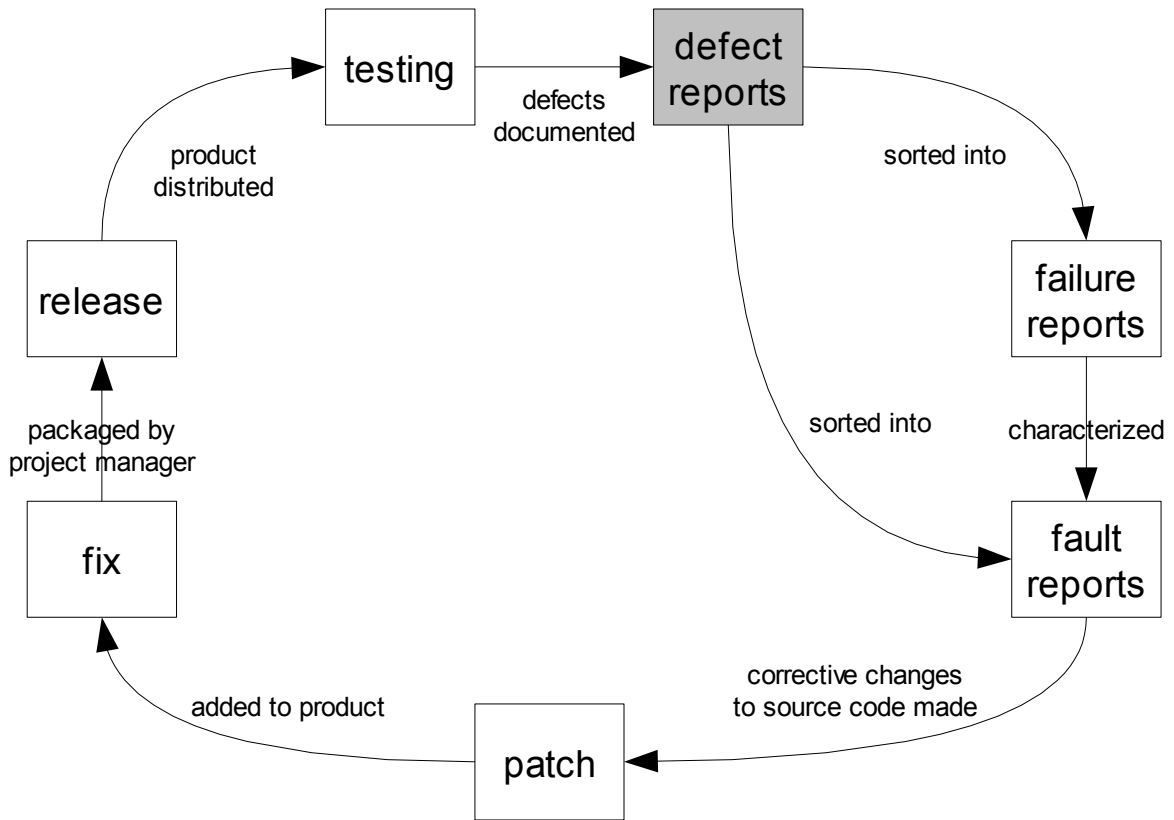 testing
defects
documented
defect
reports
sorted into
product
distributed
release
failure
reports
packaged by
project manager
sorted into
characterized
fix
fault
reports
added to product
corrective changes
to source code made
patch